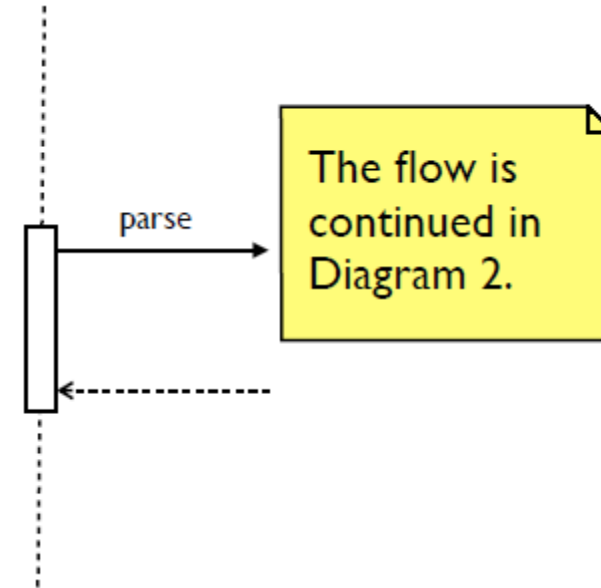 parse
The flow is
continued in
Diagram 2.